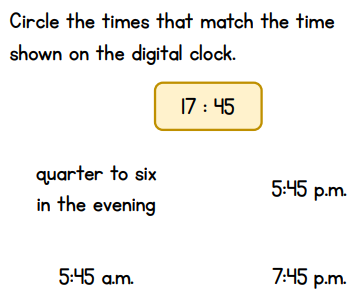 Circle the times that match the time
shown on the digital clock.
17 : 45
quarter to six
in the evening
5:45 p.m.
5:45 a.m.
7:45 p.m.